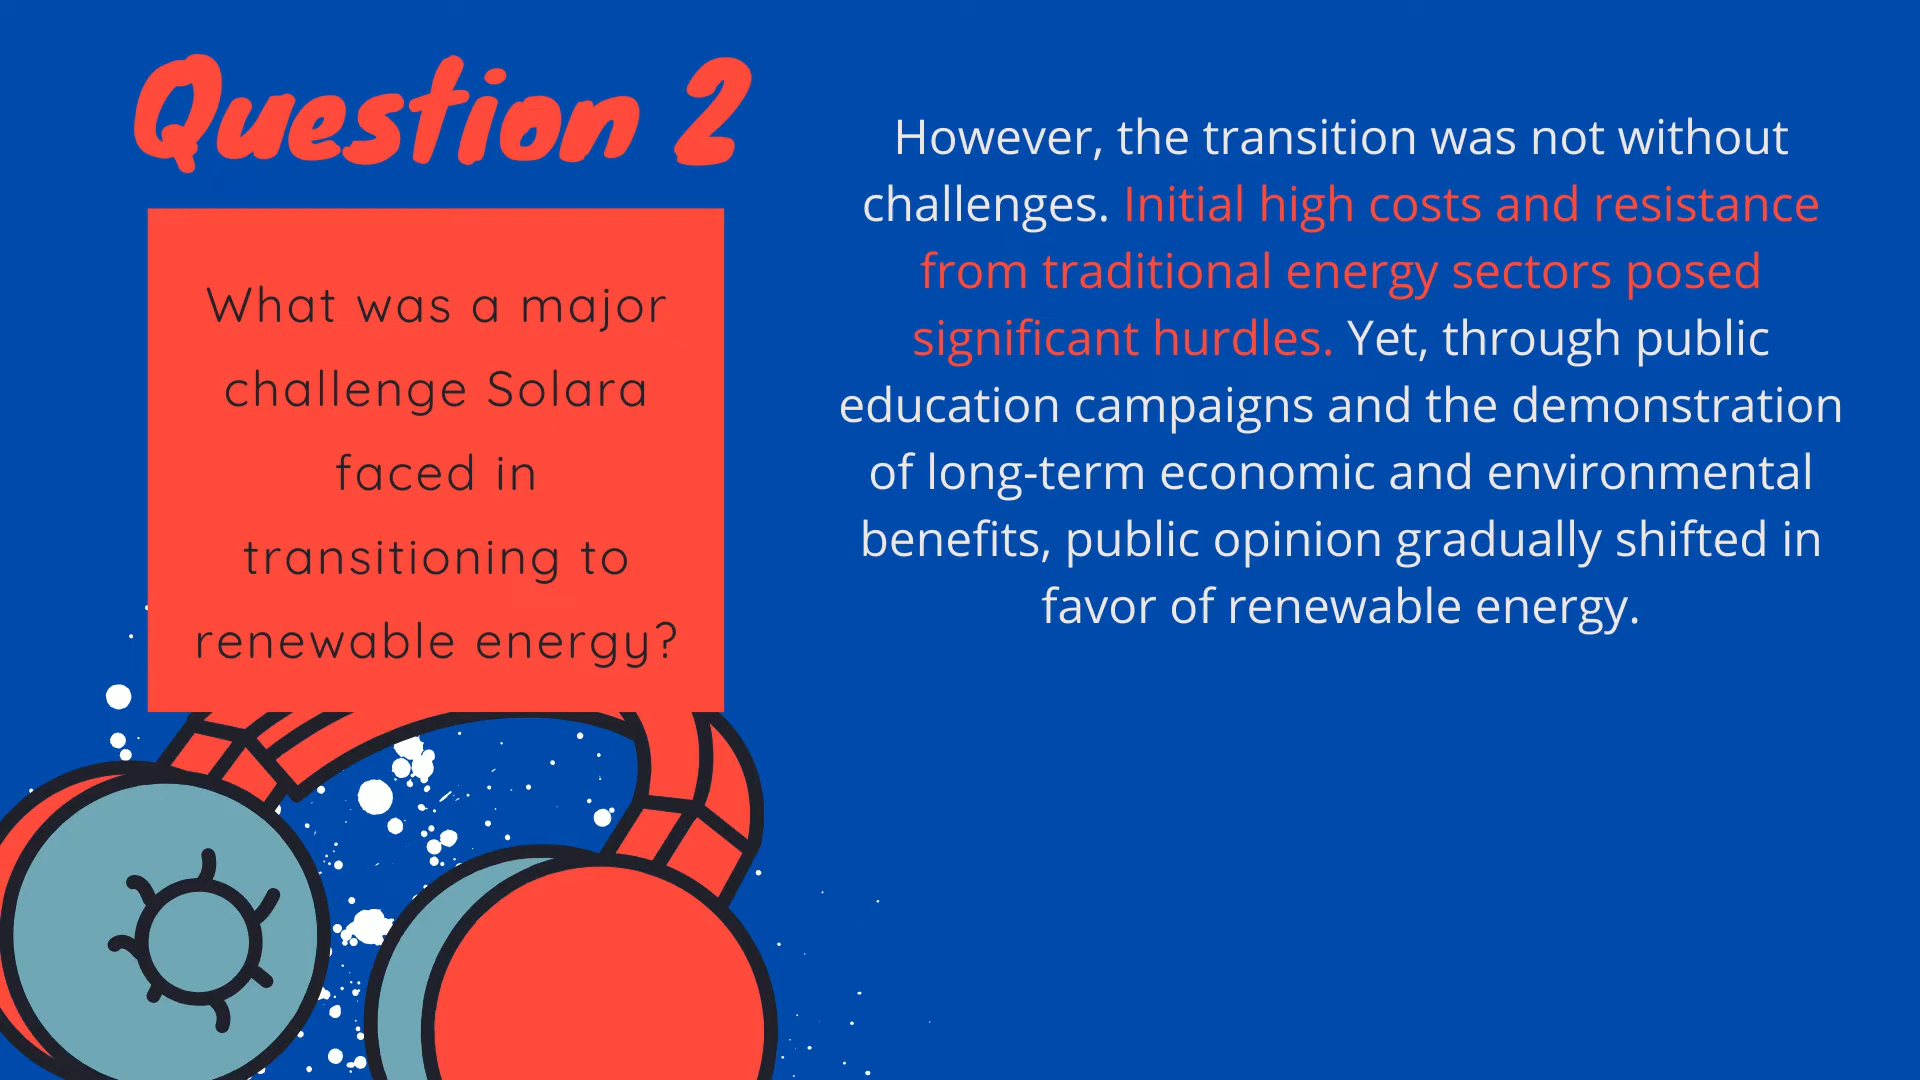 Question 2
What was a major
challenge Solara
faced in
transitioning to
renewable energy?
However, the transition was not without
challenges. Initial high costs and resistance
from traditional energy sectors posed
significant hurdles. Yet, through public
education campaigns and the demonstration
of long-term economic and environmental
benefits, public opinion gradually shifted in
favor of renewable energy.